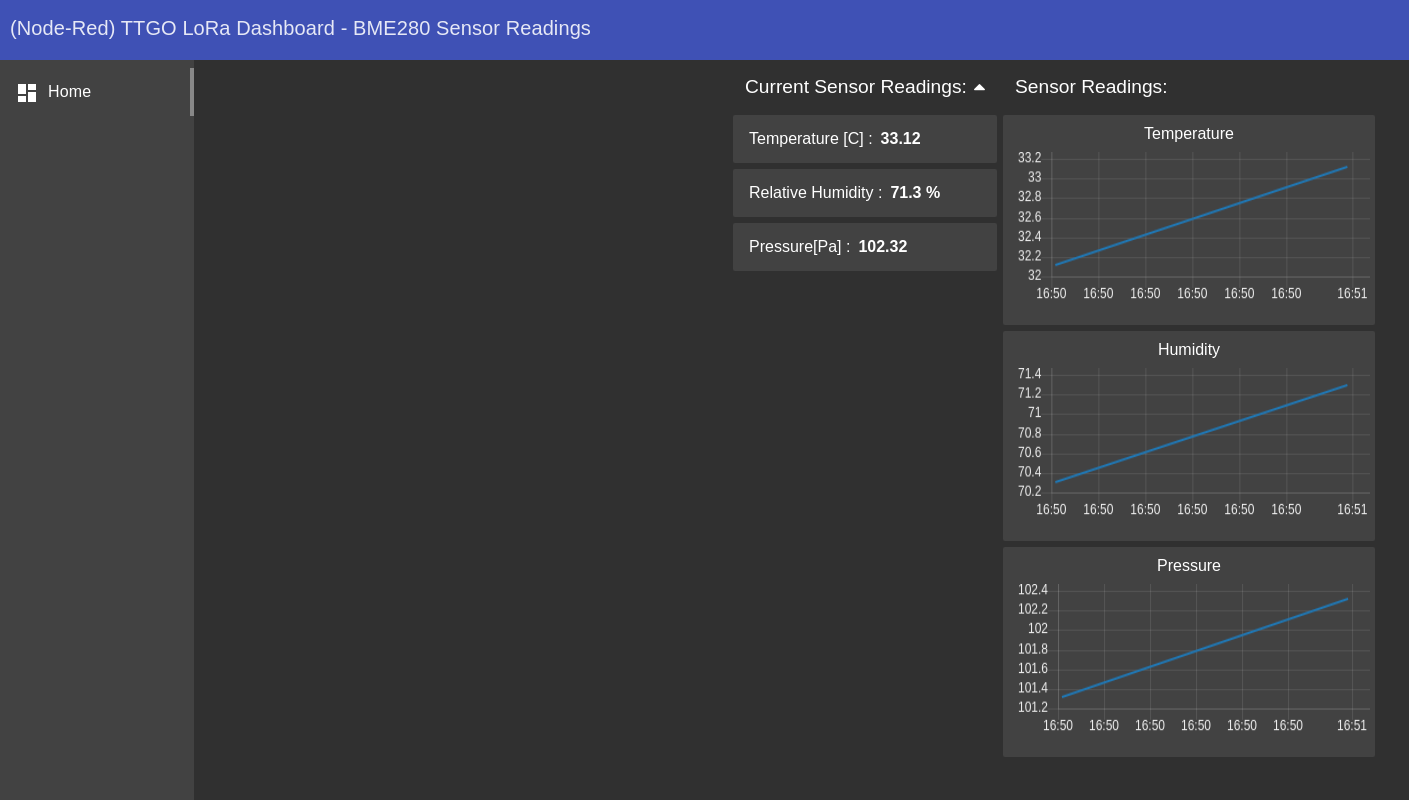 (Node-Red) TTGO LoRa Dashboard - BME280 Sensor Readings
Home
Current Sensor Readings:
Temperature [C] : 33.12
Relative Humidity : 71.3 %
Pressure[Pa] : 102.32
Sensor Readings:
Temperature
33.2
33
32.8
32.6
32.4
32.2
32
16:50 16:50 16:50 16:50 16:50 16:50 16:51
Humidity
71.4
71.2
71
70.8
70.6
70.4
70.2
16:50 16:50 16:50 16:50 16:50 16:50 16:51
Pressure
102.4
102.2
102
101.8
101.6
101.4
101.2
16:50 16:50 16:50 16:50 16:50 16:50 16:51